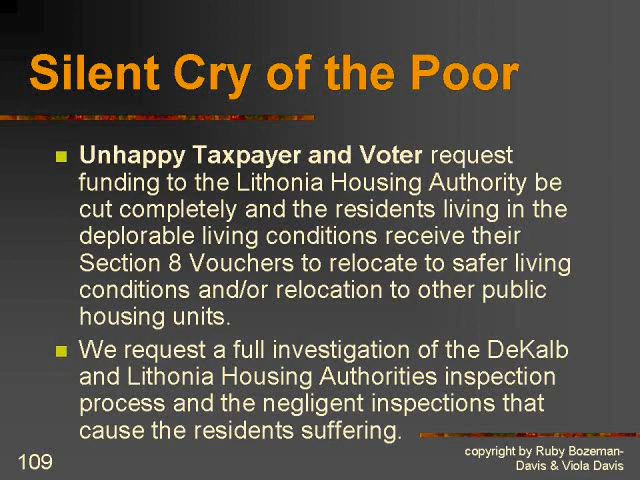 Silent Cry of the Poor
Unhappy Taxpayer and Voter request
funding to the Lithonia Housing Authority be
cut completely and the residents living in the
deplorable living conditions receive their
Section 8 Vouchers to relocate to safer living
conditions and/or relocation to other public
housing units.
We request a full investigation of the DeKalb
and Lithonia Housing Authorities inspection
process and the negligent inspections that
cause the residents suffering.
109
copyright by Ruby Bozeman-
Davis & Viola Davis